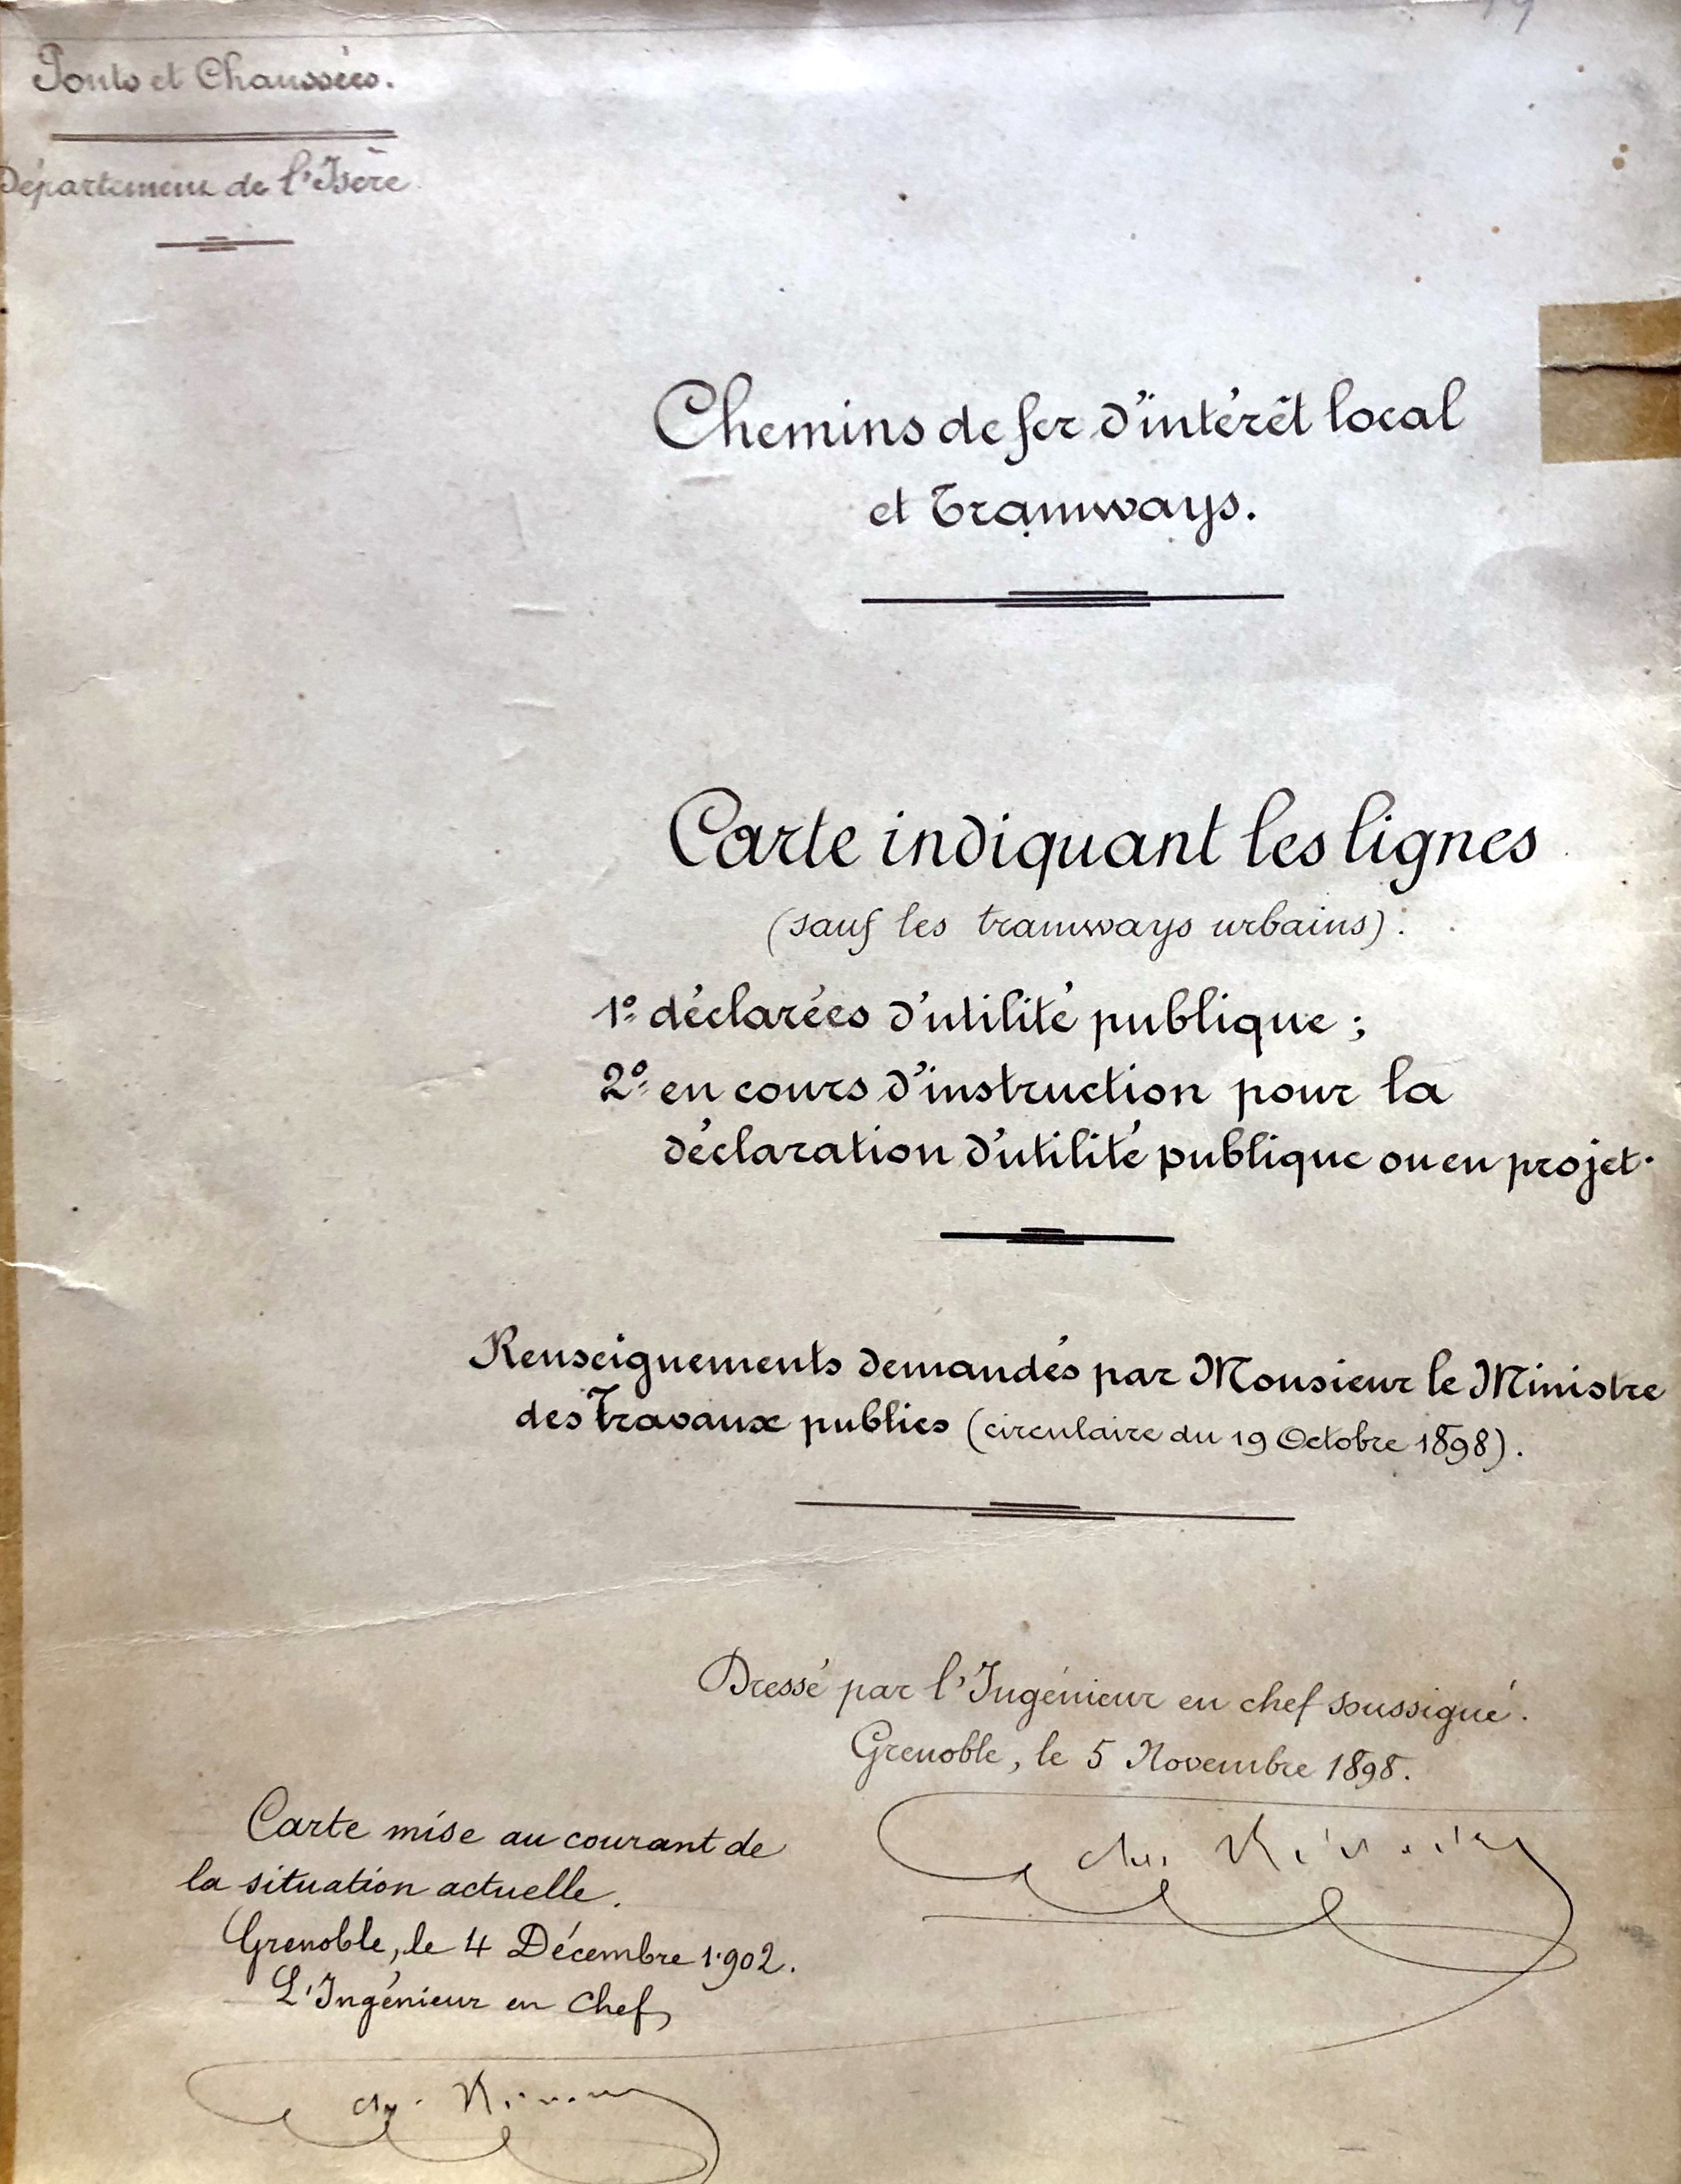 Ponts et Chaussées.
Département de l'Isère
Chemins de fer d'intérêt local
et Tramways.
Carte indiquant les lignes
(sauf les tramways urbains).
1º: déclarées d'utilité publique ;
2º: en cours d'instruction pour la
déclaration d'utilité publique ou en projet.
Renseignements demandés par Monsieur le Ministre
des Travaux publics (circulaire du 19 Octobre 1898).
Dressé par l'Ingénieur en chef soussigné.
Grenoble, le 5 Novembre 1898.
Carte mise au courant de
la situation actuelle.
Grenoble, le 4 Décembre 1902.
L'Ingénieur en Chef,